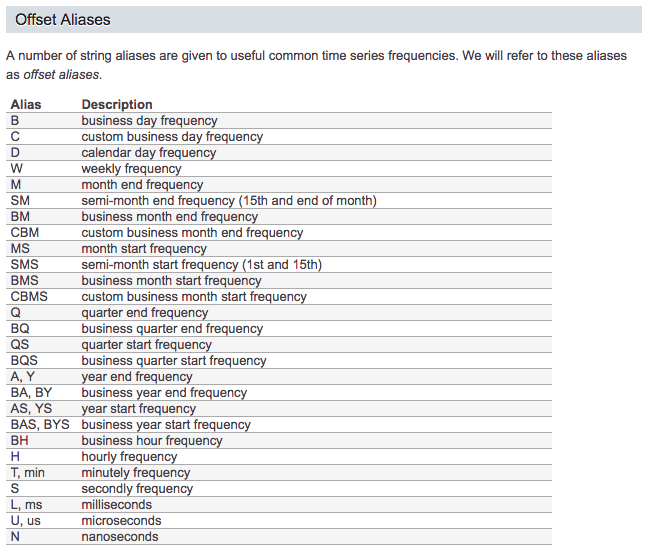 Offset Aliases
A number of string aliases are given to useful common time series frequencies. We will refer to these aliases
as offset aliases.
Alias Description
B business day frequency
C custom business day frequency
D calendar day frequency
W weekly frequency
M month end frequency
SM semi-month end frequency (15th and end of month)
BM business month end frequency
CBM custom business month end frequency
MS month start frequency
SMS semi-month start frequency (1st and 15th)
BMS business month start frequency
CBMS custom business month start frequency
Q quarter end frequency
BQ business quarter end frequency
QS quarter start frequency
BQS business quarter start frequency
A, Y year end frequency
BA, BY business year end frequency
AS, YS year start frequency
BAS, BYS business year start frequency
BH business hour frequency
H hourly frequency
T, min minutely frequency
S secondly frequency
L, ms milliseconds
U, us microseconds
N nanoseconds